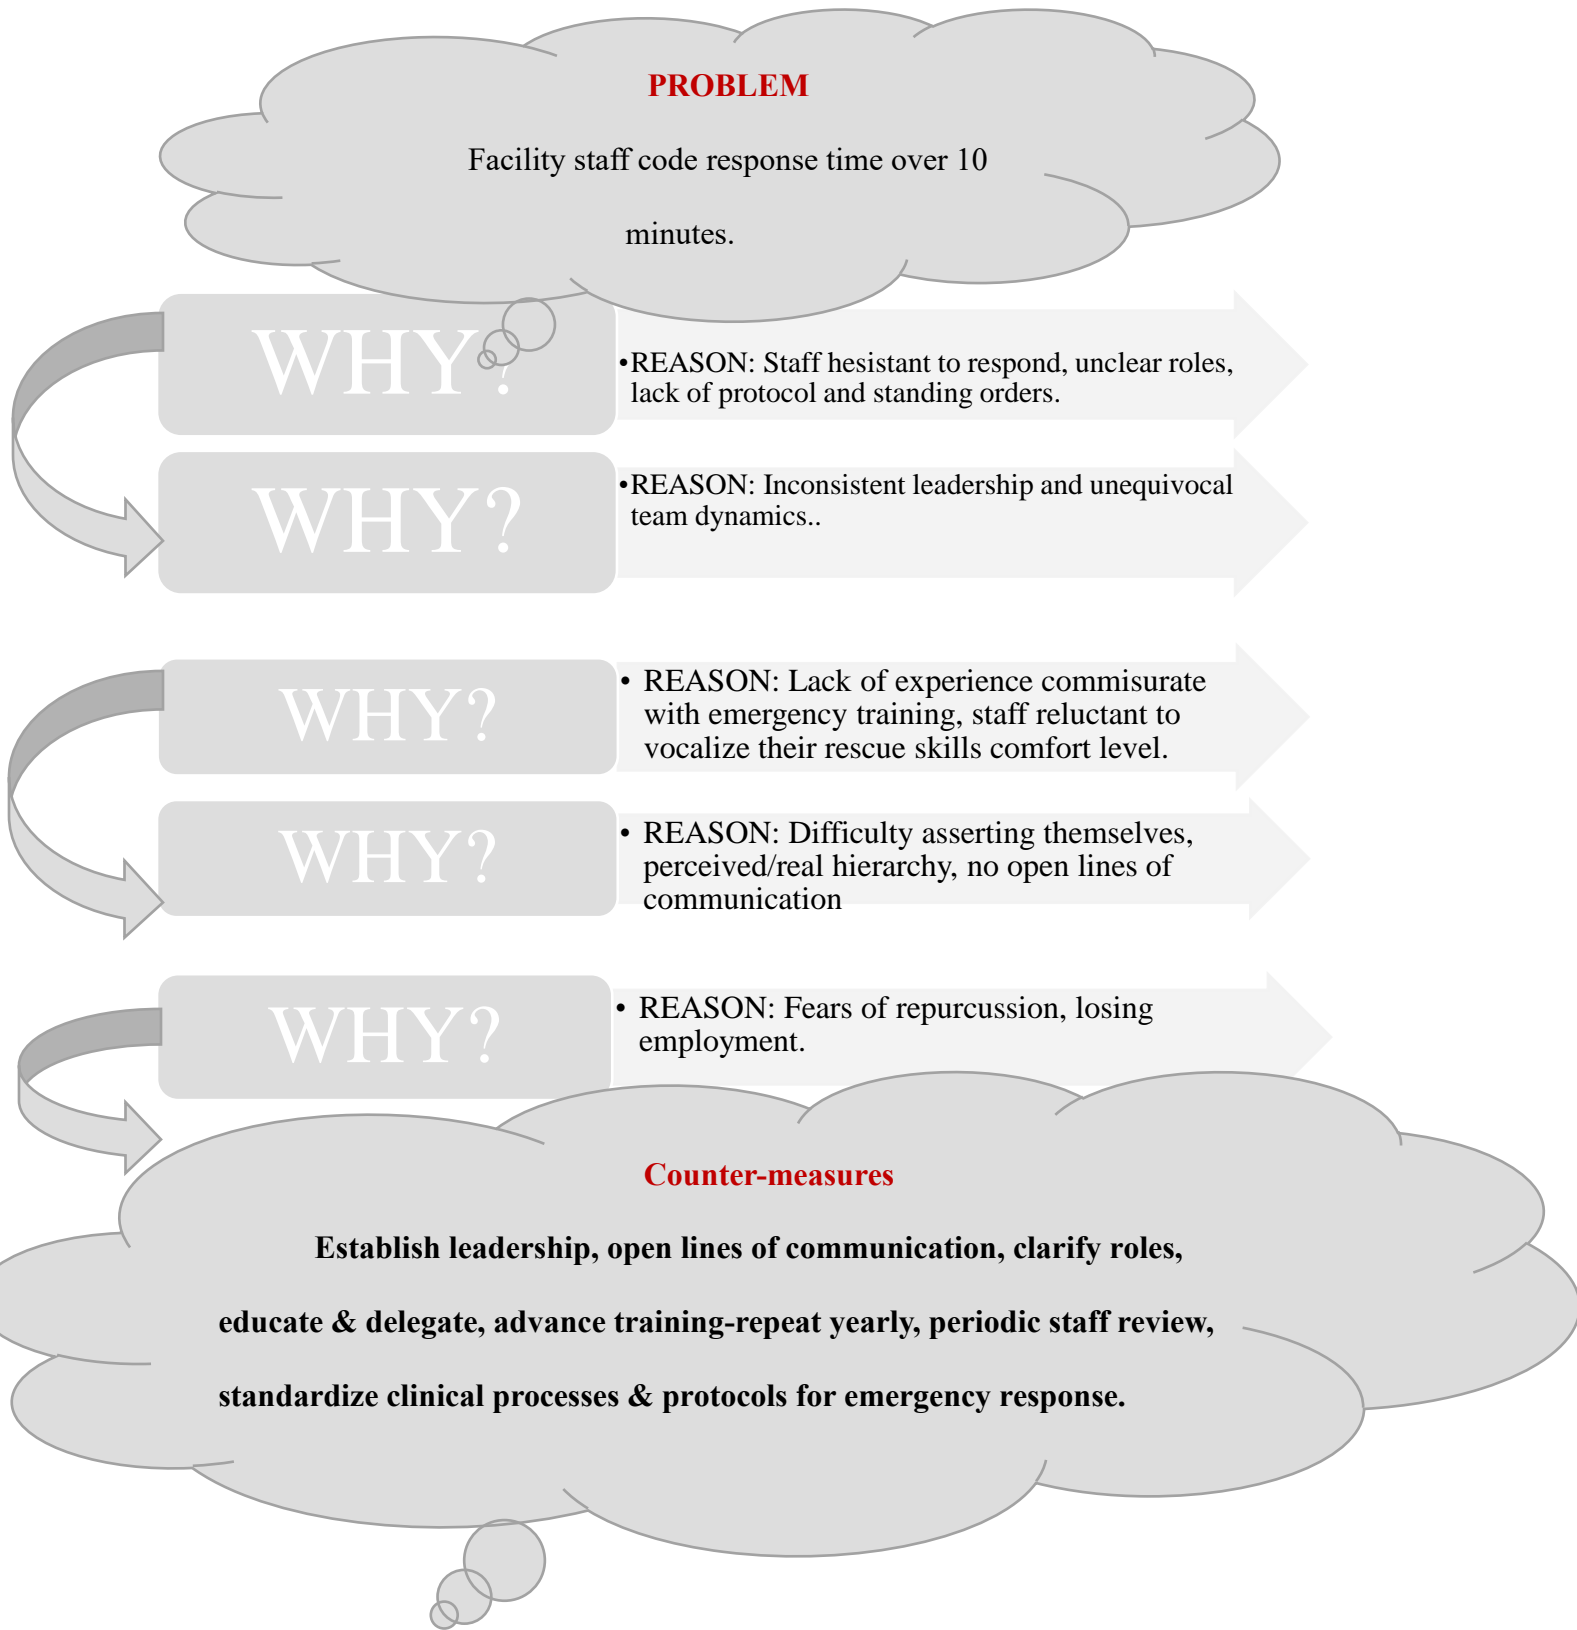 PROBLEM
Facility staff code response time over 10
minutes.
WHY?
•REASON: Staff hesistant to respond, unclear roles,
lack of protocol and standing orders.
WHY?
•REASON: Inconsistent leadership and unequivocal
team dynamics..
WHY?
• REASON: Lack of experience commisurate
with emergency training, staff reluctant to
vocalize their rescue skills comfort level.
WHY?
• REASON: Difficulty asserting themselves,
perceived/real hierarchy, no open lines of
communication
WHY?
• REASON: Fears of repurcussion, losing
employment.
Counter-measures
Establish leadership, open lines of communication, clarify roles,
educate & delegate, advance training-repeat yearly, periodic staff review,
standardize clinical processes & protocols for emergency response.